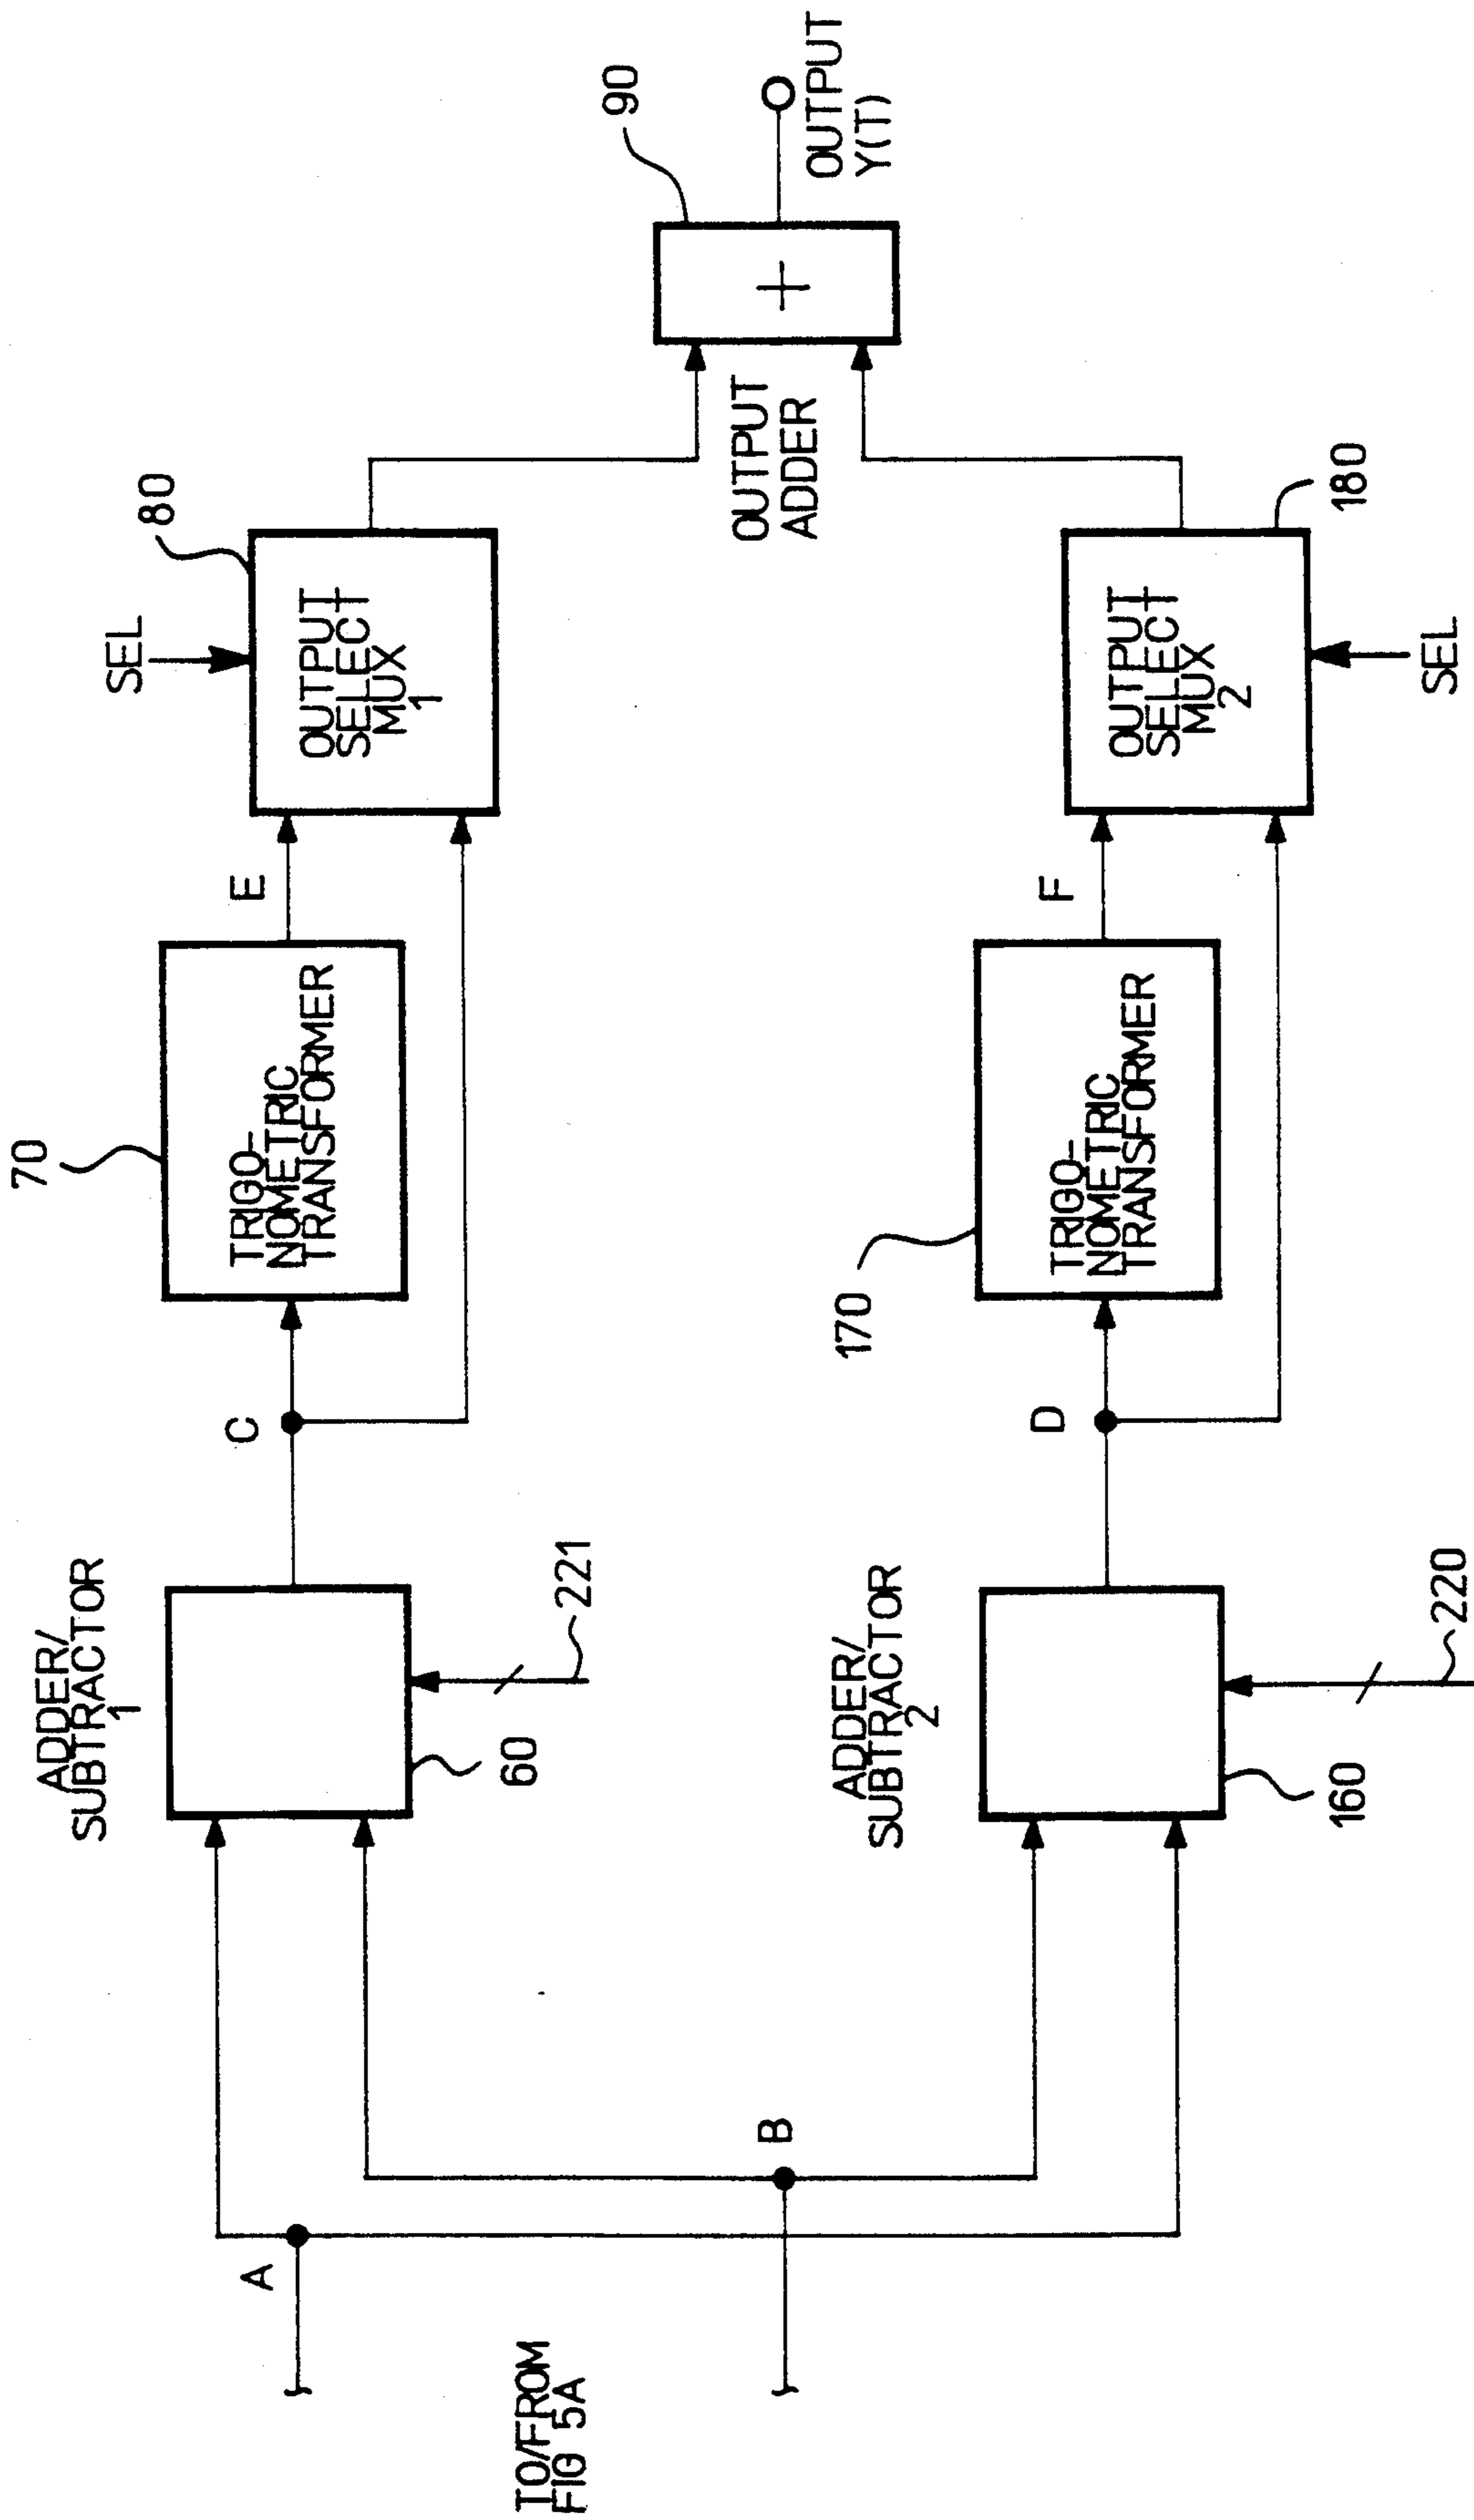 TO/FROM
FIG 5A
A
B
ADDER/
SUBTRACTOR
1
60
221
C
70
TRIGO-
NOMETRIC
TRANSFORMER
E
SEL
80
OUTPUT
SELECT
MUX
1
ADDER/
SUBTRACTOR
2
160
220
D
170
TRIGO-
NOMETRIC
TRANSFORMER
F
OUTPUT
SELECT
MUX
2
180
SEL
OUTPUT
ADDER
+
90
OUTPUT
Y(T)